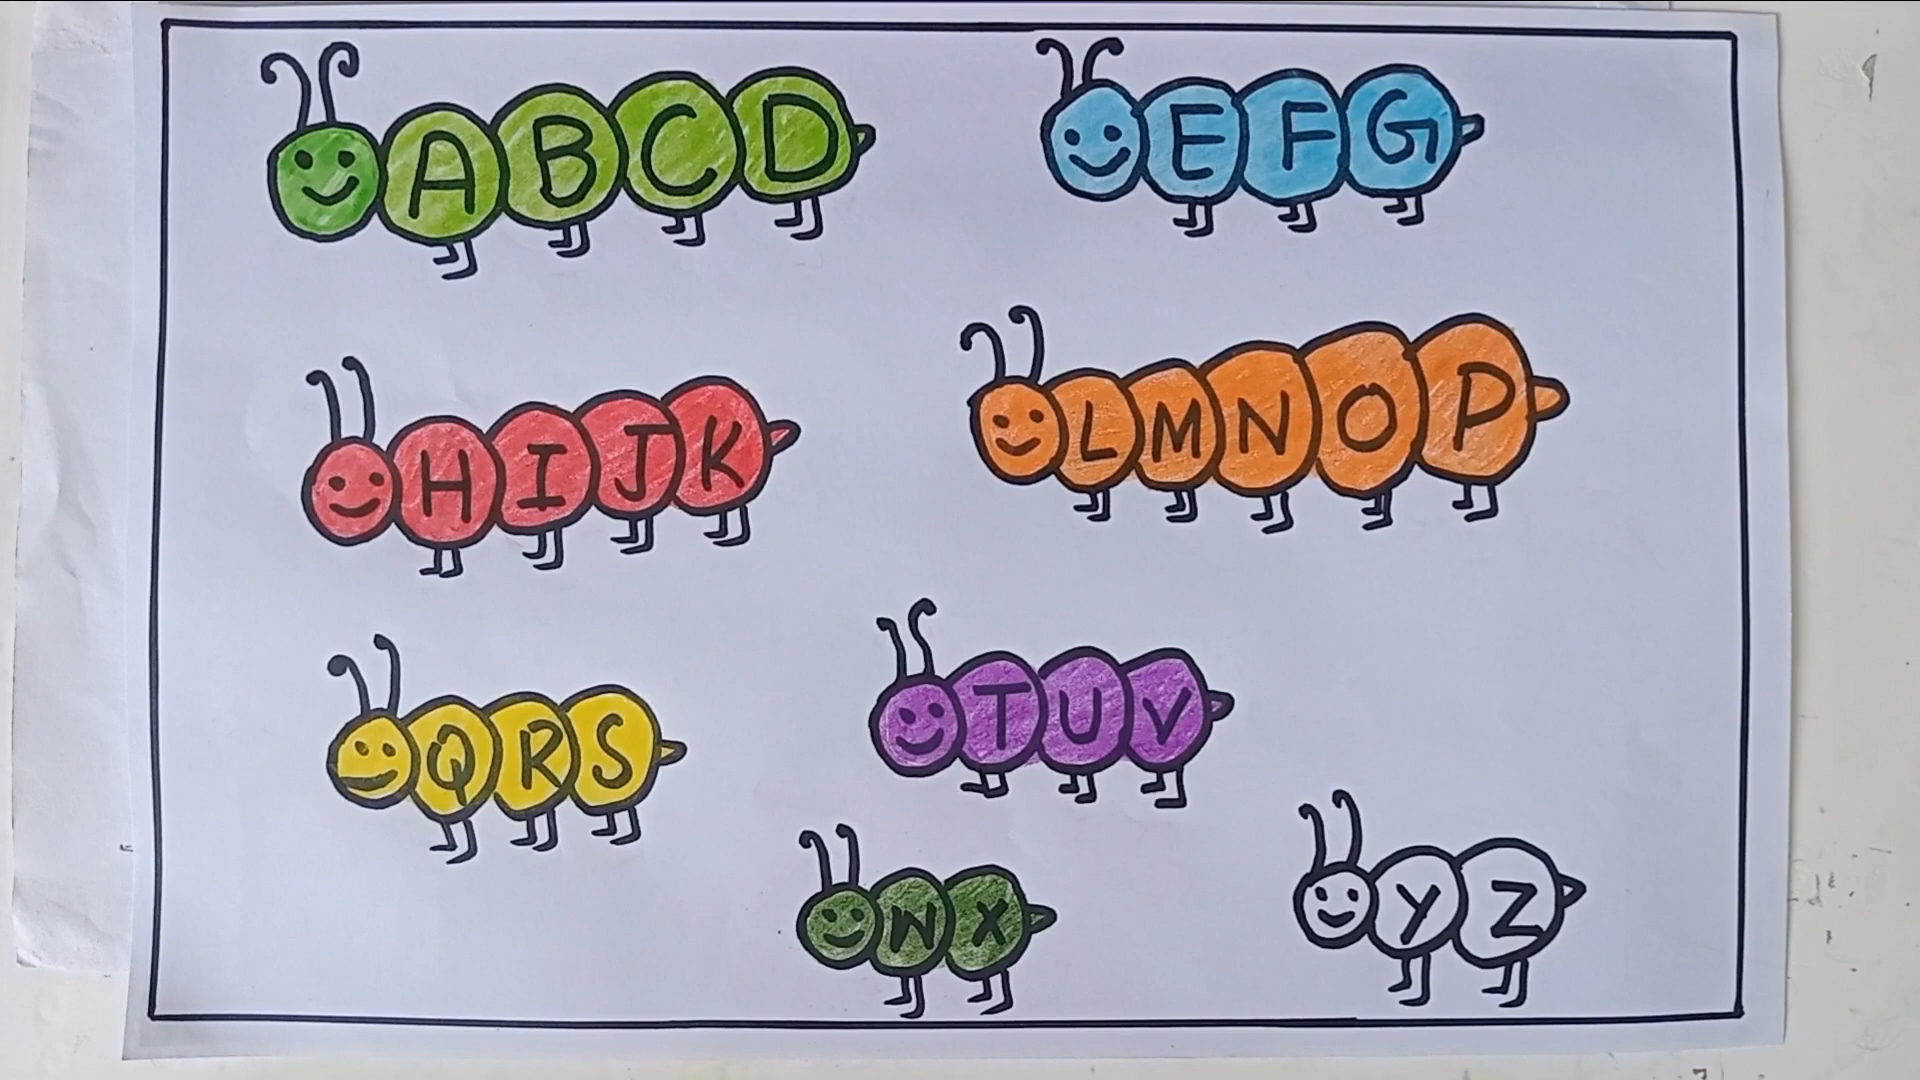 ABCD
EFG
HIJK
LMNOP
QRS
TUV
WX
YZ